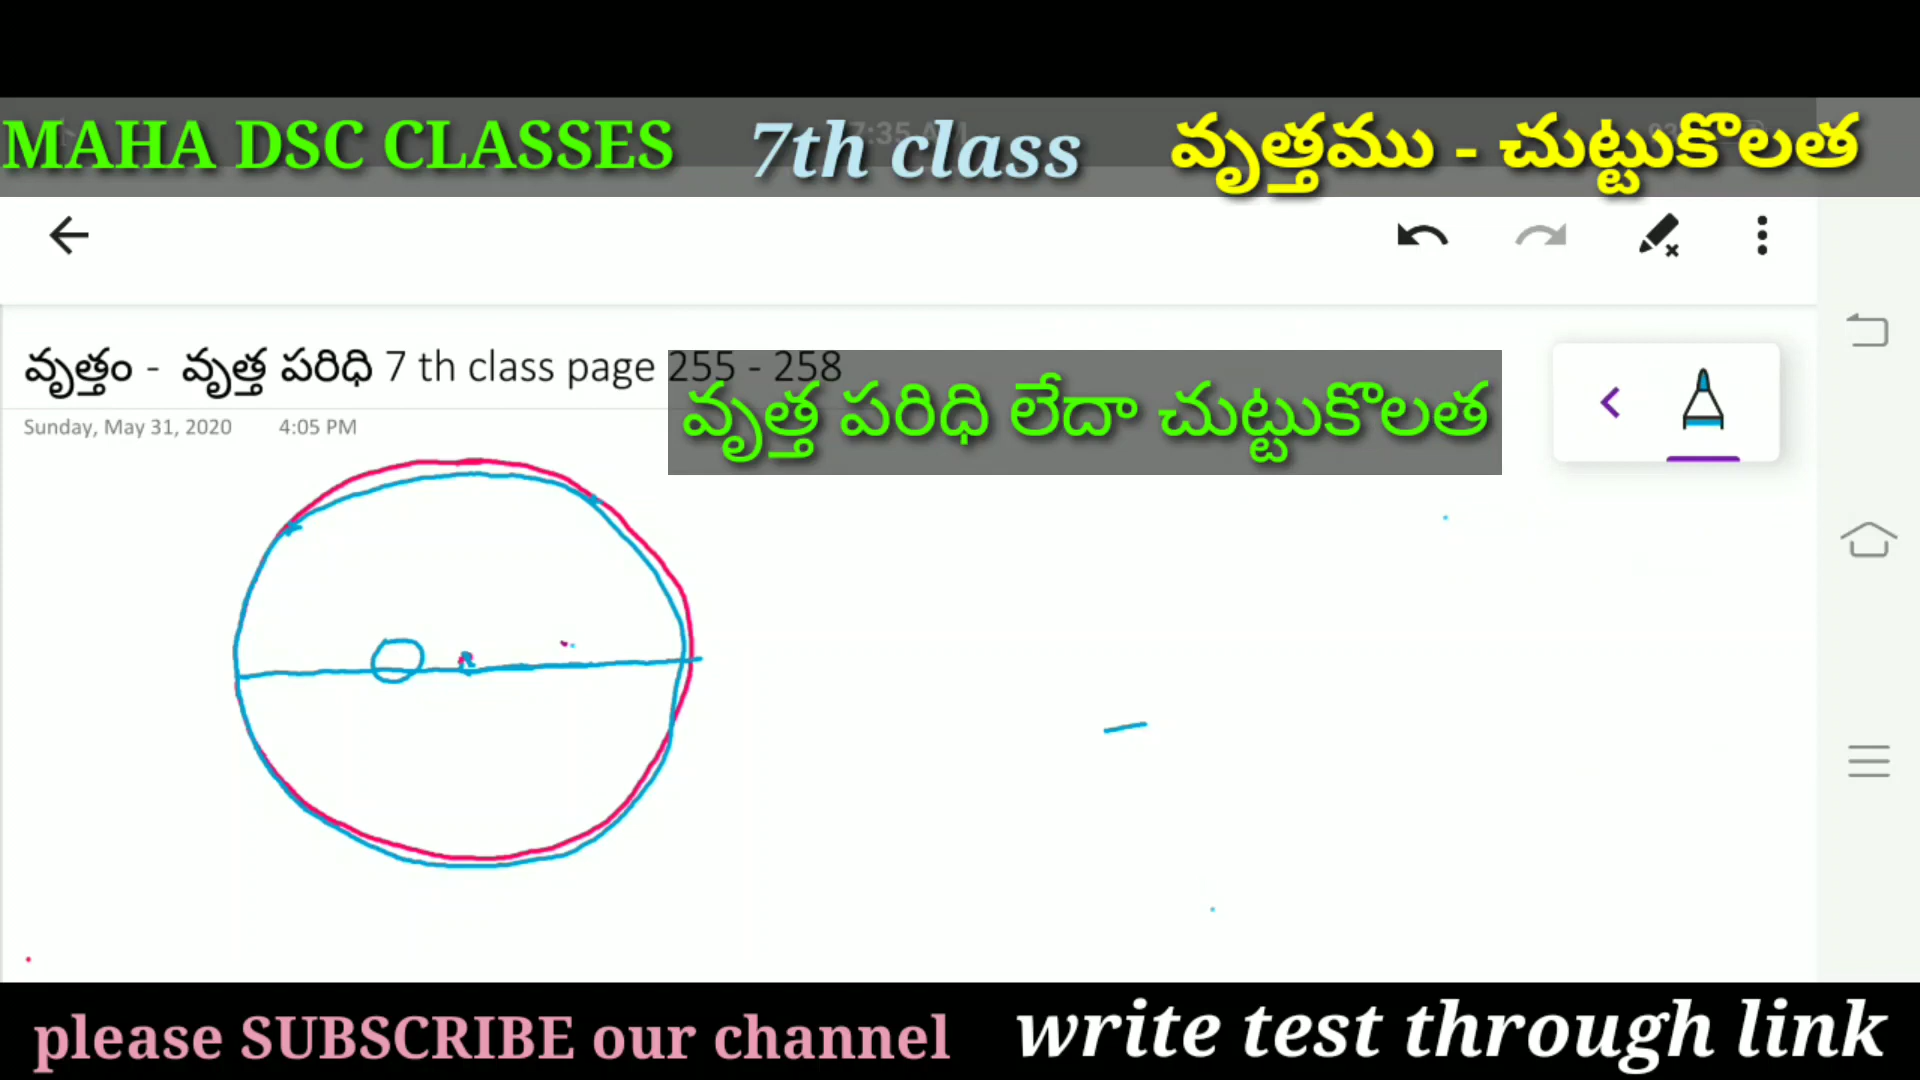 MAHA DSC CLASSES 7th class వృత్తము - చుట్టుకొలత
వృత్తం - వృత్త పరిధి 7 th class page 255 - 258
వృత్త పరిధి లేదా చుట్టుకొలత
Sunday, May 31, 2020 4:05 PM
please SUBSCRIBE our channel write test through link